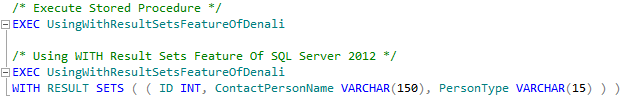 /* Execute Stored Procedure */
EXEC UsingWithResultSetsFeatureOfDenali
/* Using WITH Result Sets Feature Of SQL Server 2012 */
EXEC UsingWithResultSetsFeatureOfDenali
WITH RESULT SETS ( ( ID INT, ContactPersonName VARCHAR(150), PersonType VARCHAR(15) ) )